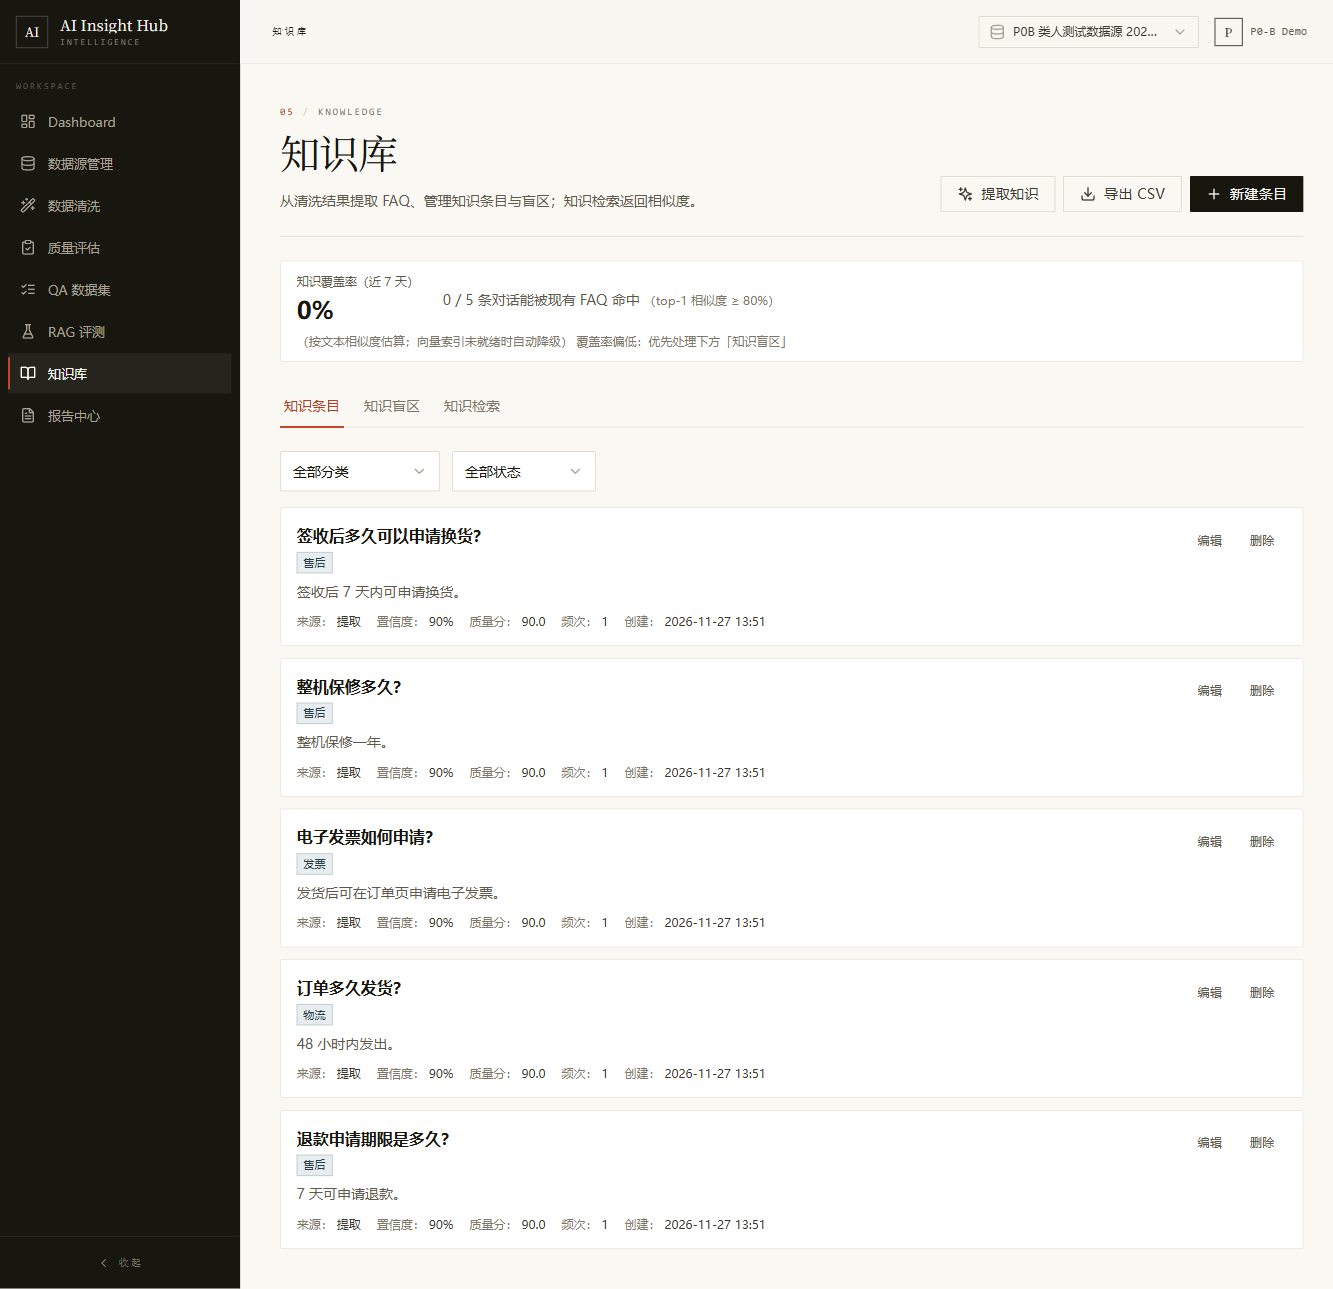 AI
AI Insight Hub
INTELLIGENCE
WORKSPACE
Dashboard
数据源管理
数据清洗
质量评估
QA 数据集
RAG 评测
知识库
报告中心
收起
知识库
P0B 类人测试数据源 202...
P
P0-B Demo
05 / KNOWLEDGE
知识库
从清洗结果提取 FAQ、管理知识条目与盲区；知识检索返回相似度。
提取知识
导出 CSV
新建条目
知识覆盖率（近 7 天）
0%
0 / 5 条对话能被现有 FAQ 命中 （top-1 相似度 ≥ 80%）
（按文本相似度估算；向量索引未就绪时自动降级） 覆盖率偏低：优先处理下方「知识盲区」
知识条目 知识盲区 知识检索
全部分类 全部状态
签收后多久可以申请换货?
编辑 删除
售后
签收后 7 天内可申请换货。
来源： 提取 置信度： 90% 质量分： 90.0 频次： 1 创建： 2026-11-27 13:51
整机保修多久?
编辑 删除
售后
整机保修一年。
来源： 提取 置信度： 90% 质量分： 90.0 频次： 1 创建： 2026-11-27 13:51
电子发票如何申请?
编辑 删除
发票
发货后可在订单页申请电子发票。
来源： 提取 置信度： 90% 质量分： 90.0 频次： 1 创建： 2026-11-27 13:51
订单多久发货?
编辑 删除
物流
48 小时内发出。
来源： 提取 置信度： 90% 质量分： 90.0 频次： 1 创建： 2026-11-27 13:51
退款申请期限是多久?
编辑 删除
售后
7 天可申请退款。
来源： 提取 置信度： 90% 质量分： 90.0 频次： 1 创建： 2026-11-27 13:51